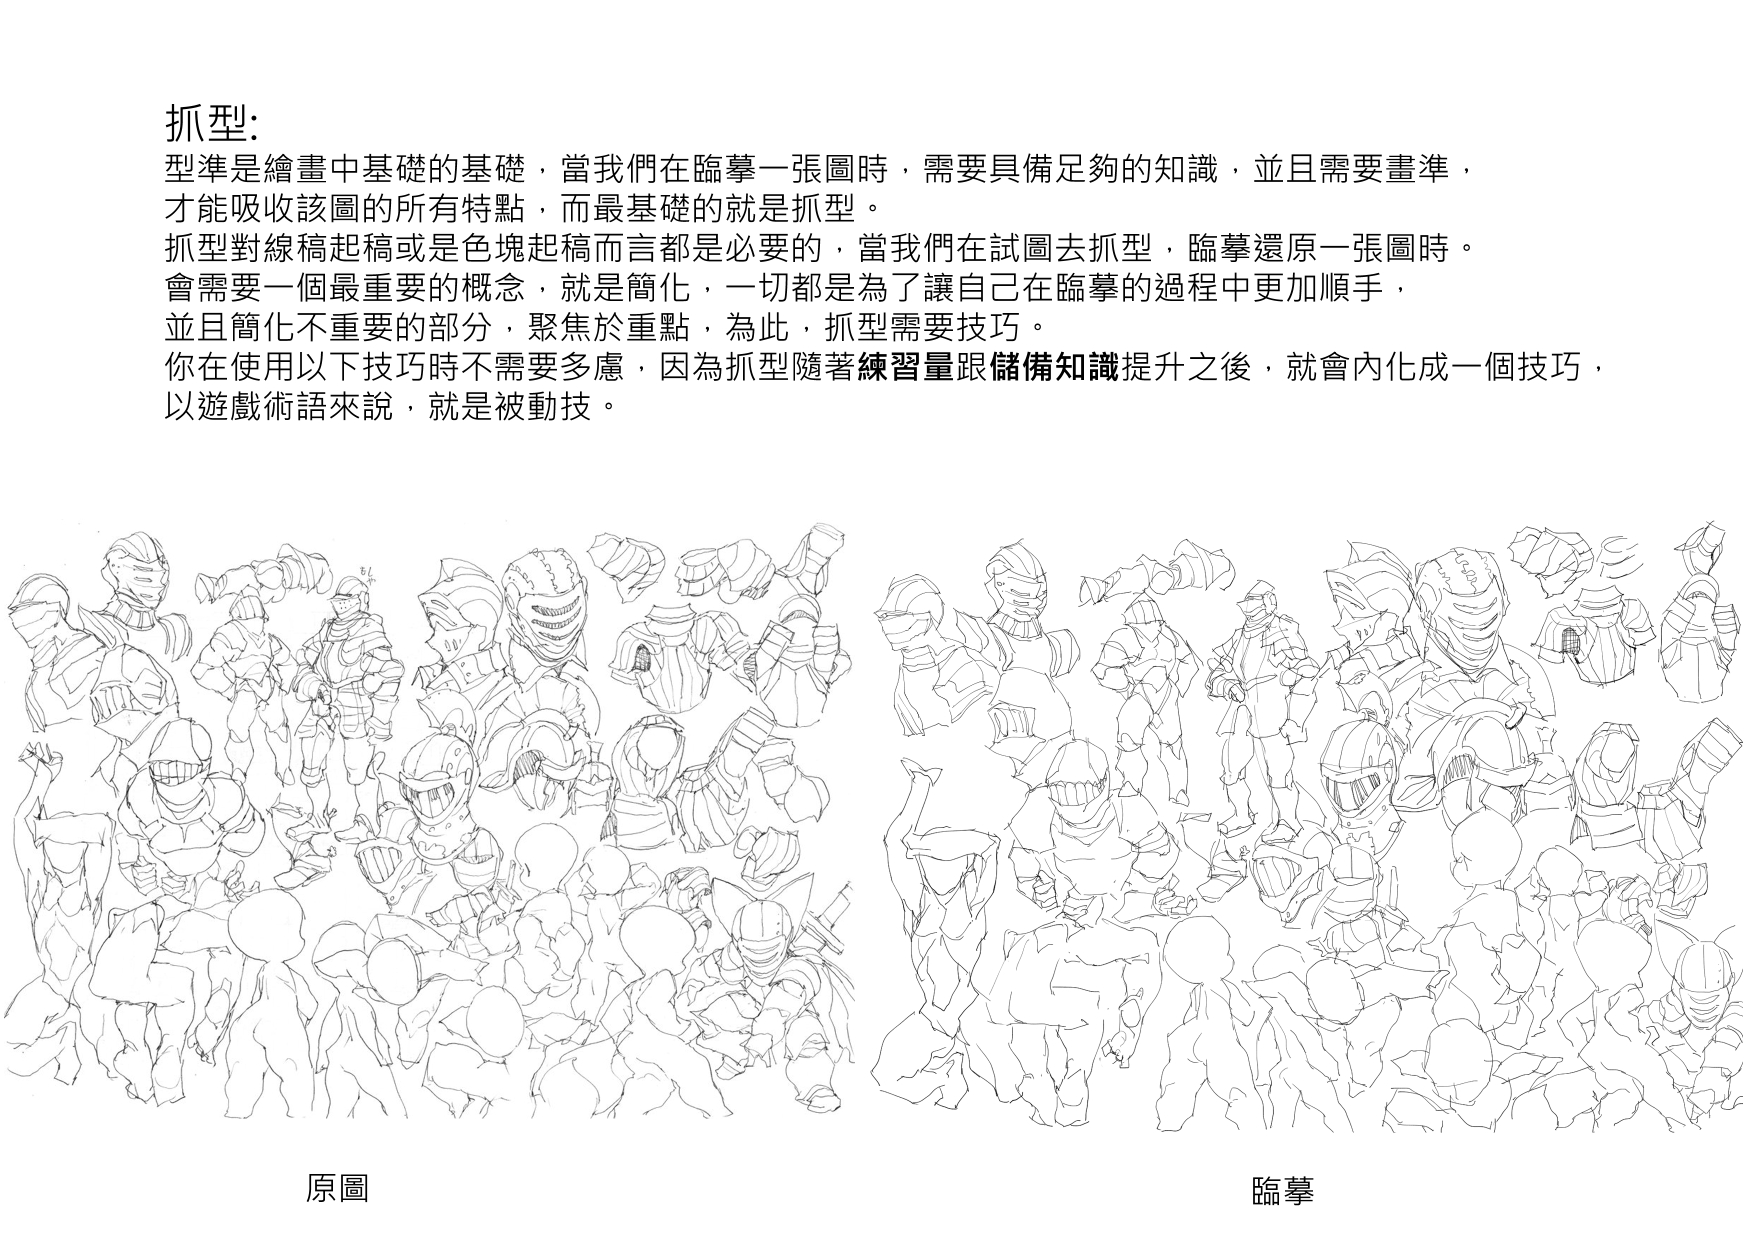 抓型:
型準是繪畫中基礎的基礎，當我們在臨摹一張圖時，需要具備足夠的知識，並且需要畫準，
才能吸收該圖的所有特點，而最基礎的就是抓型。
抓型對線稿起稿或是色塊起稿而言都是必要的，當我們在試圖去抓型，臨摹還原一張圖時。
會需要一個最重要的概念，就是簡化，一切都是為了讓自己在臨摹的過程中更加順手，
並且簡化不重要的部分，聚焦於重點，為此，抓型需要技巧。
你在使用以下技巧時不需要多慮，因為抓型隨著練習量跟儲備知識提升之後，就會內化成一個技巧，
以遊戲術語來說，就是被動技。
原圖
臨摹